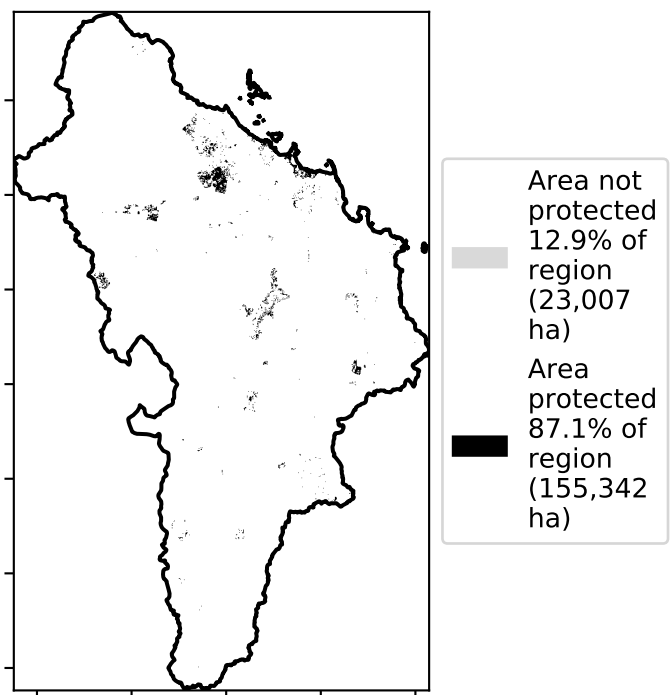 Area not
protected
12.9% of
region
(23,007
ha)
Area
protected
87.1% of
region
(155,342
ha)